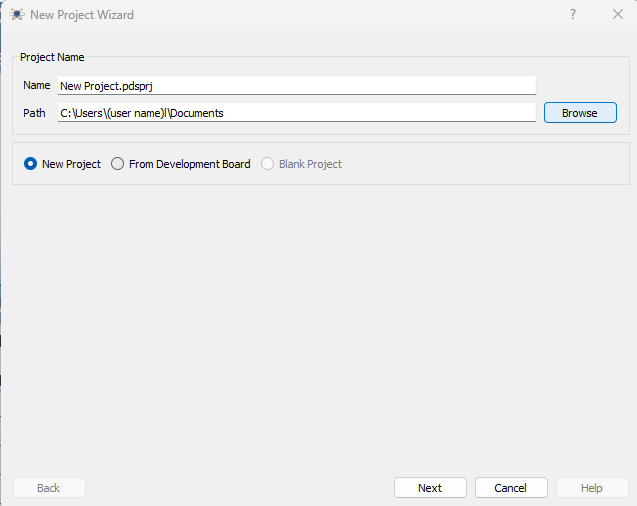 New Project Wizard ?
Project Name
Name New Project.pdsprj
Path C:\Users\(user name)l\Documents Browse
New Project From Development Board Blank Project
Back Next Cancel Help